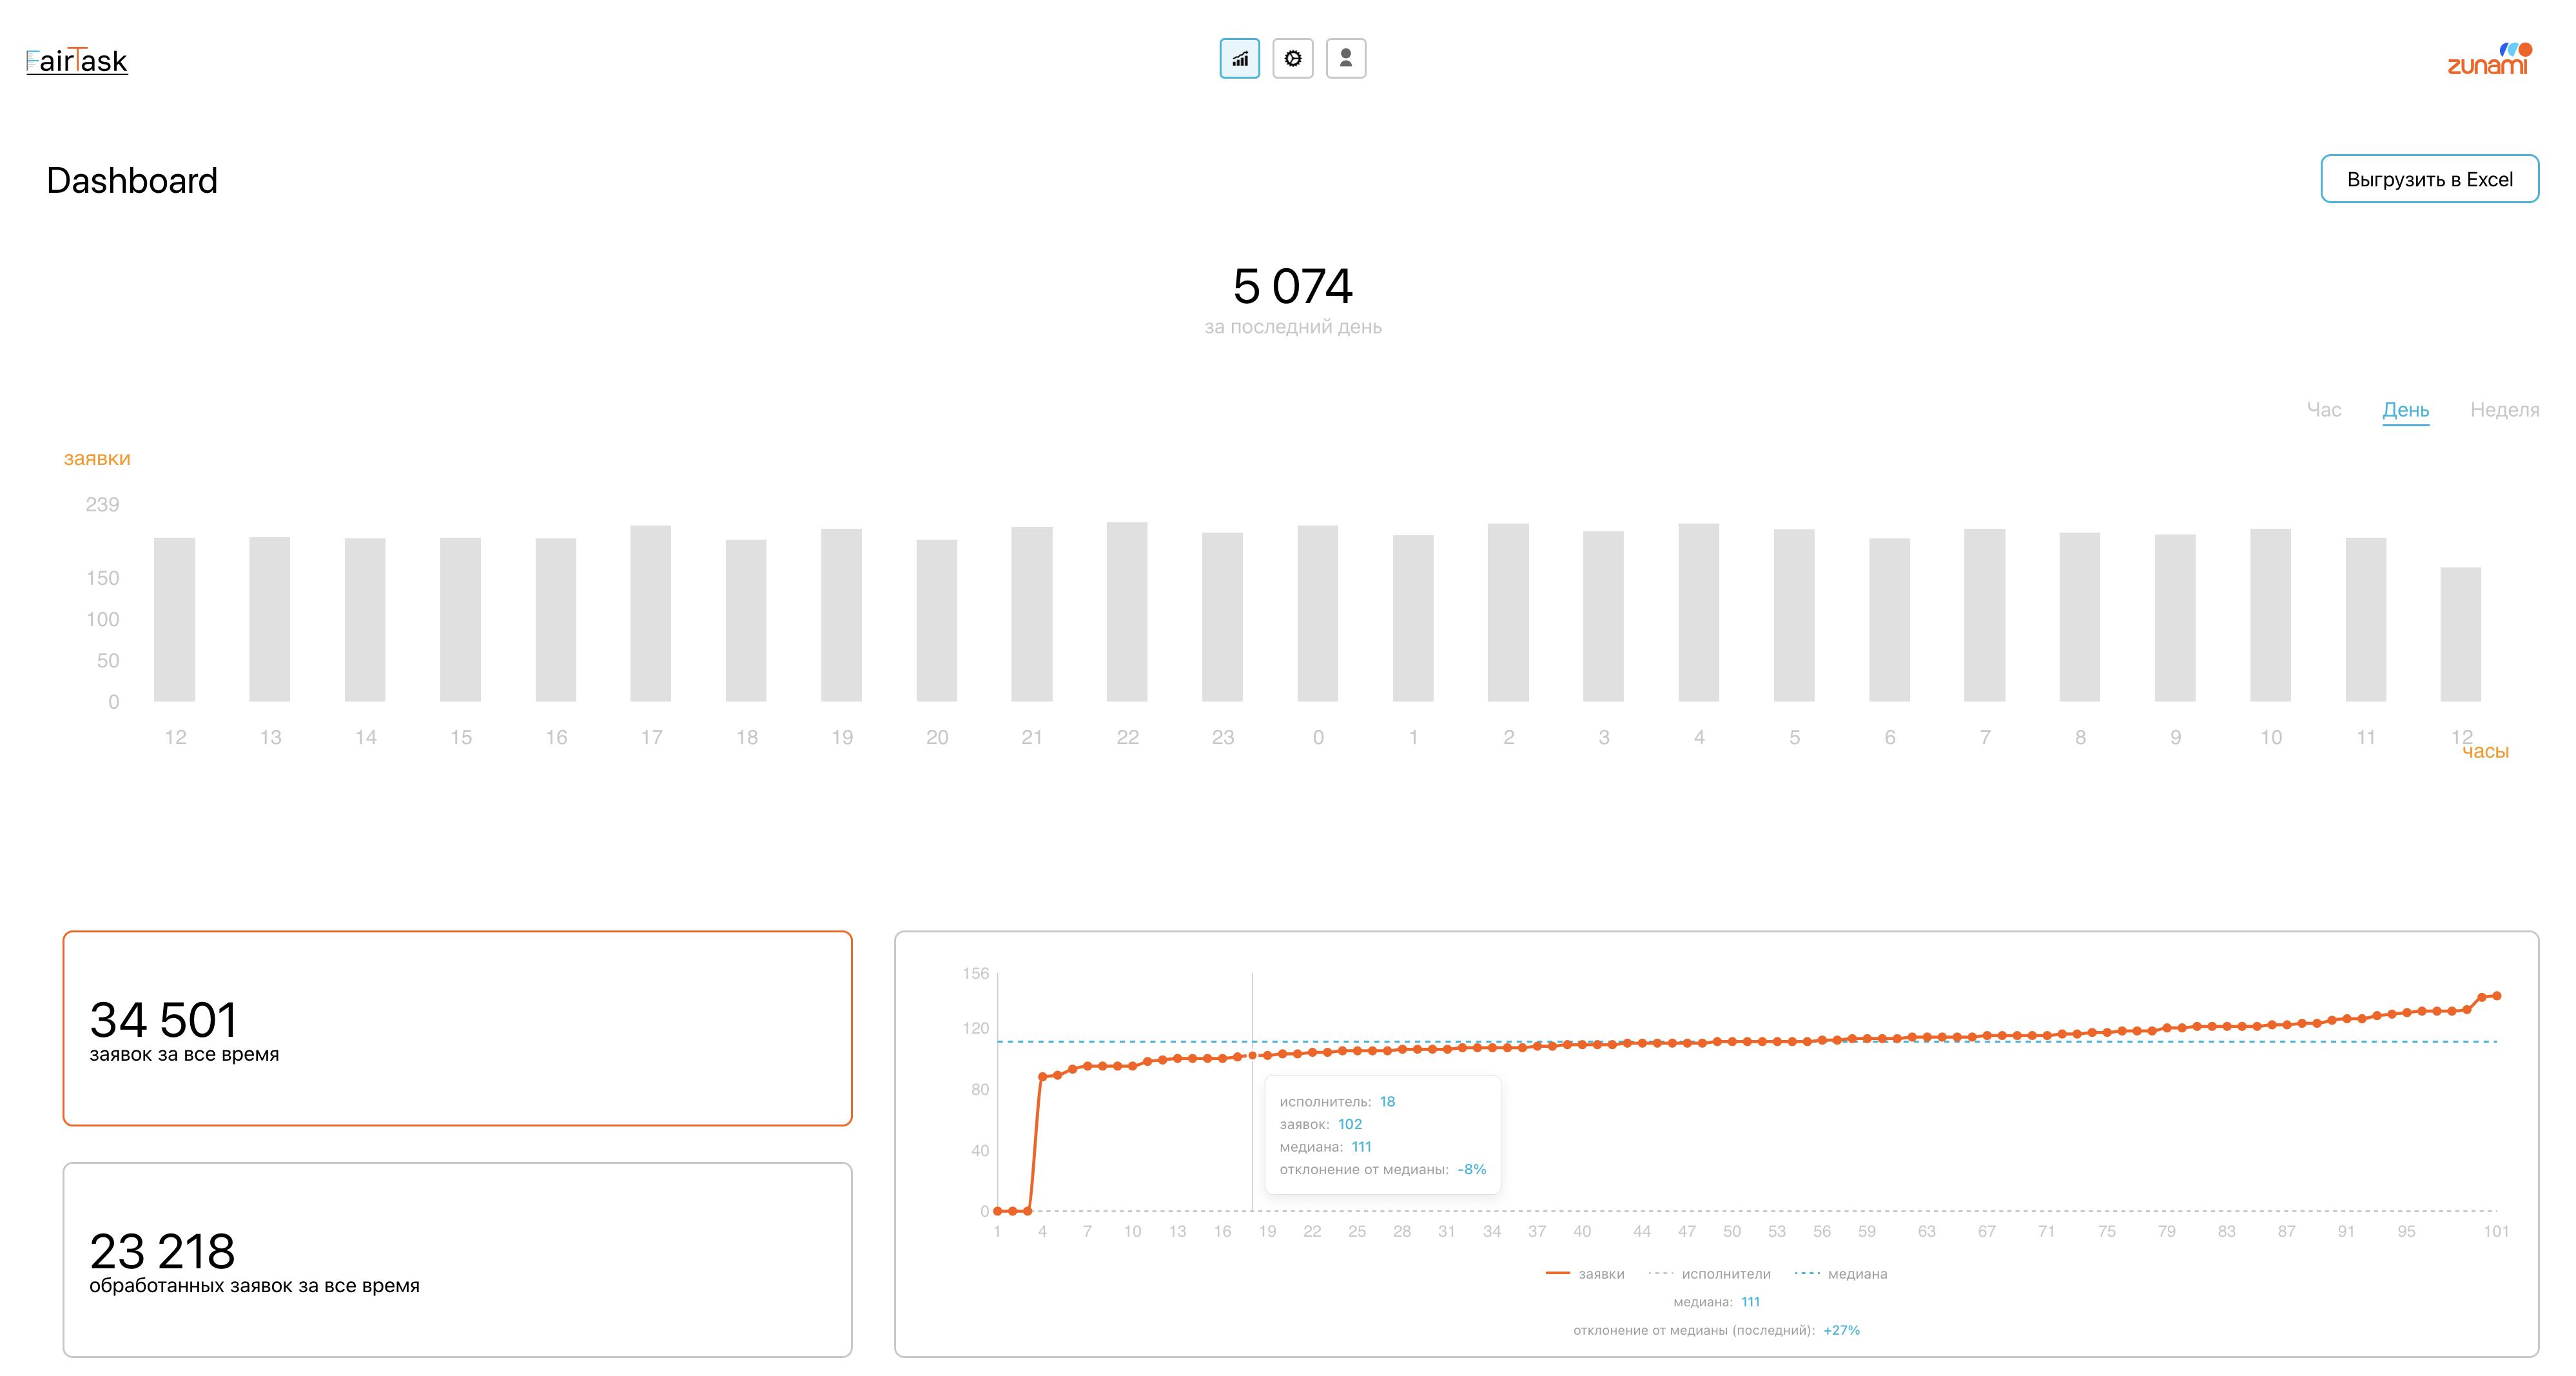 FairTask
zunami
Dashboard
Выгрузить в Excel
5 074
за последний день
Час День Неделя
заявки
239
150
100
50
0
12 13 14 15 16 17 18 19 20 21 22 23 0 1 2 3 4 5 6 7 8 9 10 11 12
часы
34 501
заявок за все время
23 218
обработанных заявок за все время
156
120
80
40
0
исполнитель: 18
заявок: 102
медиана: 111
отклонение от медианы: -8%
1 4 7 10 13 16 19 22 25 28 31 34 37 40 44 47 50 53 56 59 63 67 71 75 79 83 87 91 95 101
заявки исполнители медиана
медиана: 111
отклонение от медианы (последний): +27%